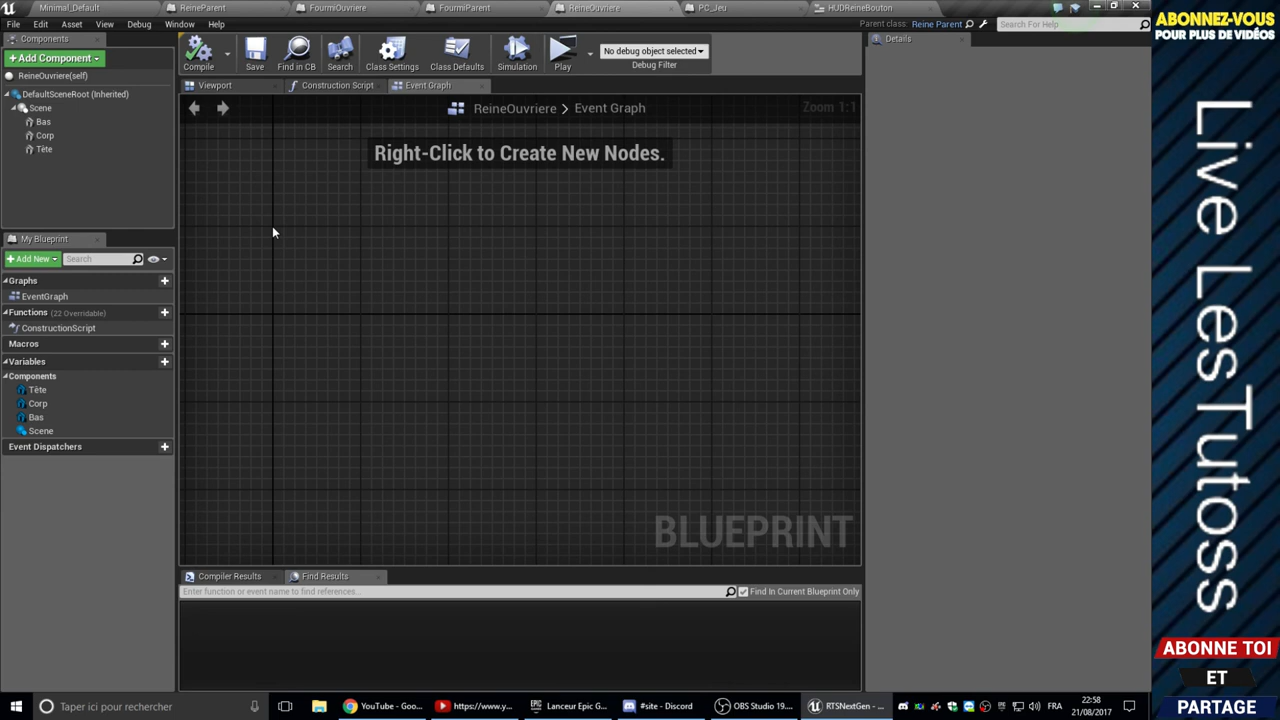 Minimal_Default
ReineParent
FourmiOuvriere
FourmiParent
ReineOuvriere
PC_Jeu
HUDReineBouton
File
Edit
Asset
View
Debug
Window
Help
Parent class:
Reine Parent
Search For Help
Components
Add Component
ReineOuvriere(self)
DefaultSceneRoot (Inherited)
Scene
Bas
Corp
Tête
Compile
Save
Find in CB
Search
Class Settings
Class Defaults
Simulation
Play
No debug object selected
Debug Filter
Details
Viewport
Construction Script
Event Graph
ReineOuvriere > Event Graph
Zoom 1:1
Right-Click to Create New Nodes.
BLUEPRINT
My Blueprint
Add New
Search
Graphs
EventGraph
Functions (22 Overridable)
ConstructionScript
Macros
Variables
Components
Tête
Corp
Bas
Scene
Event Dispatchers
Compiler Results
Find Results
Enter function or event name to find references...
Find In Current Blueprint Only
ABONNEZ-VOUS
POUR PLUS DE VIDÉOS
Live LesTutoss
ABONNE TOI
ET
PARTAGE
Taper ici pour rechercher
YouTube - Goo...
https://www.y...
Lanceur Epic G...
#site - Discord
OBS Studio 19....
RTSNextGen - ...
FR
22:58
21/08/2017